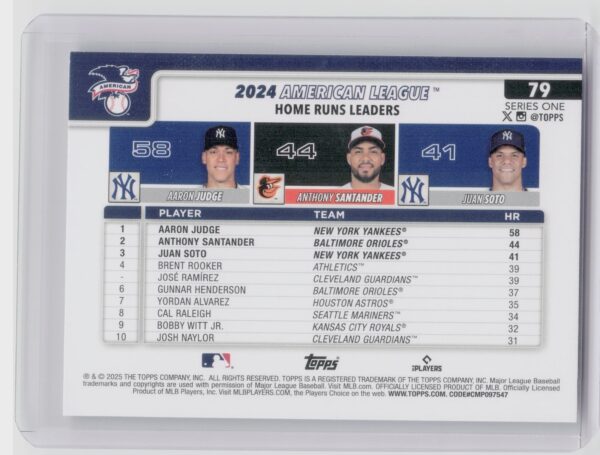 AMERICAN
2024 AMERICAN LEAGUE™
HOME RUNS LEADERS
79
SERIES ONE
X @TOPPS
58
44
41
AARON JUDGE
ANTHONY SANTANDER
JUAN SOTO
PLAYER TEAM HR
1 AARON JUDGE NEW YORK YANKEES® 58
2 ANTHONY SANTANDER BALTIMORE ORIOLES® 44
3 JUAN SOTO NEW YORK YANKEES® 41
4 BRENT ROOKER ATHLETICS™ 39
- JOSÉ RAMÍREZ CLEVELAND GUARDIANS® 39
6 GUNNAR HENDERSON BALTIMORE ORIOLES® 37
7 YORDAN ALVAREZ HOUSTON ASTROS® 35
8 CAL RALEIGH SEATTLE MARINERS™ 34
9 BOBBY WITT JR. KANSAS CITY ROYALS® 32
10 JOSH NAYLOR CLEVELAND GUARDIANS® 31
Topps
MLB PLAYERS
® & © 2025 THE TOPPS COMPANY, INC. ALL RIGHTS RESERVED. TOPPS IS A REGISTERED TRADEMARK OF THE TOPPS COMPANY, INC. Major League Baseball
trademarks and copyrights are used with permission of Major League Baseball. Visit MLB.com. OFFICIALLY LICENSED PRODUCT OF MLB. Officially Licensed
Product of MLB Players, Inc. Visit MLBPLAYERS.COM, the Players Choice on the web. WWW.TOPPS.COM. CODE#CMP097547